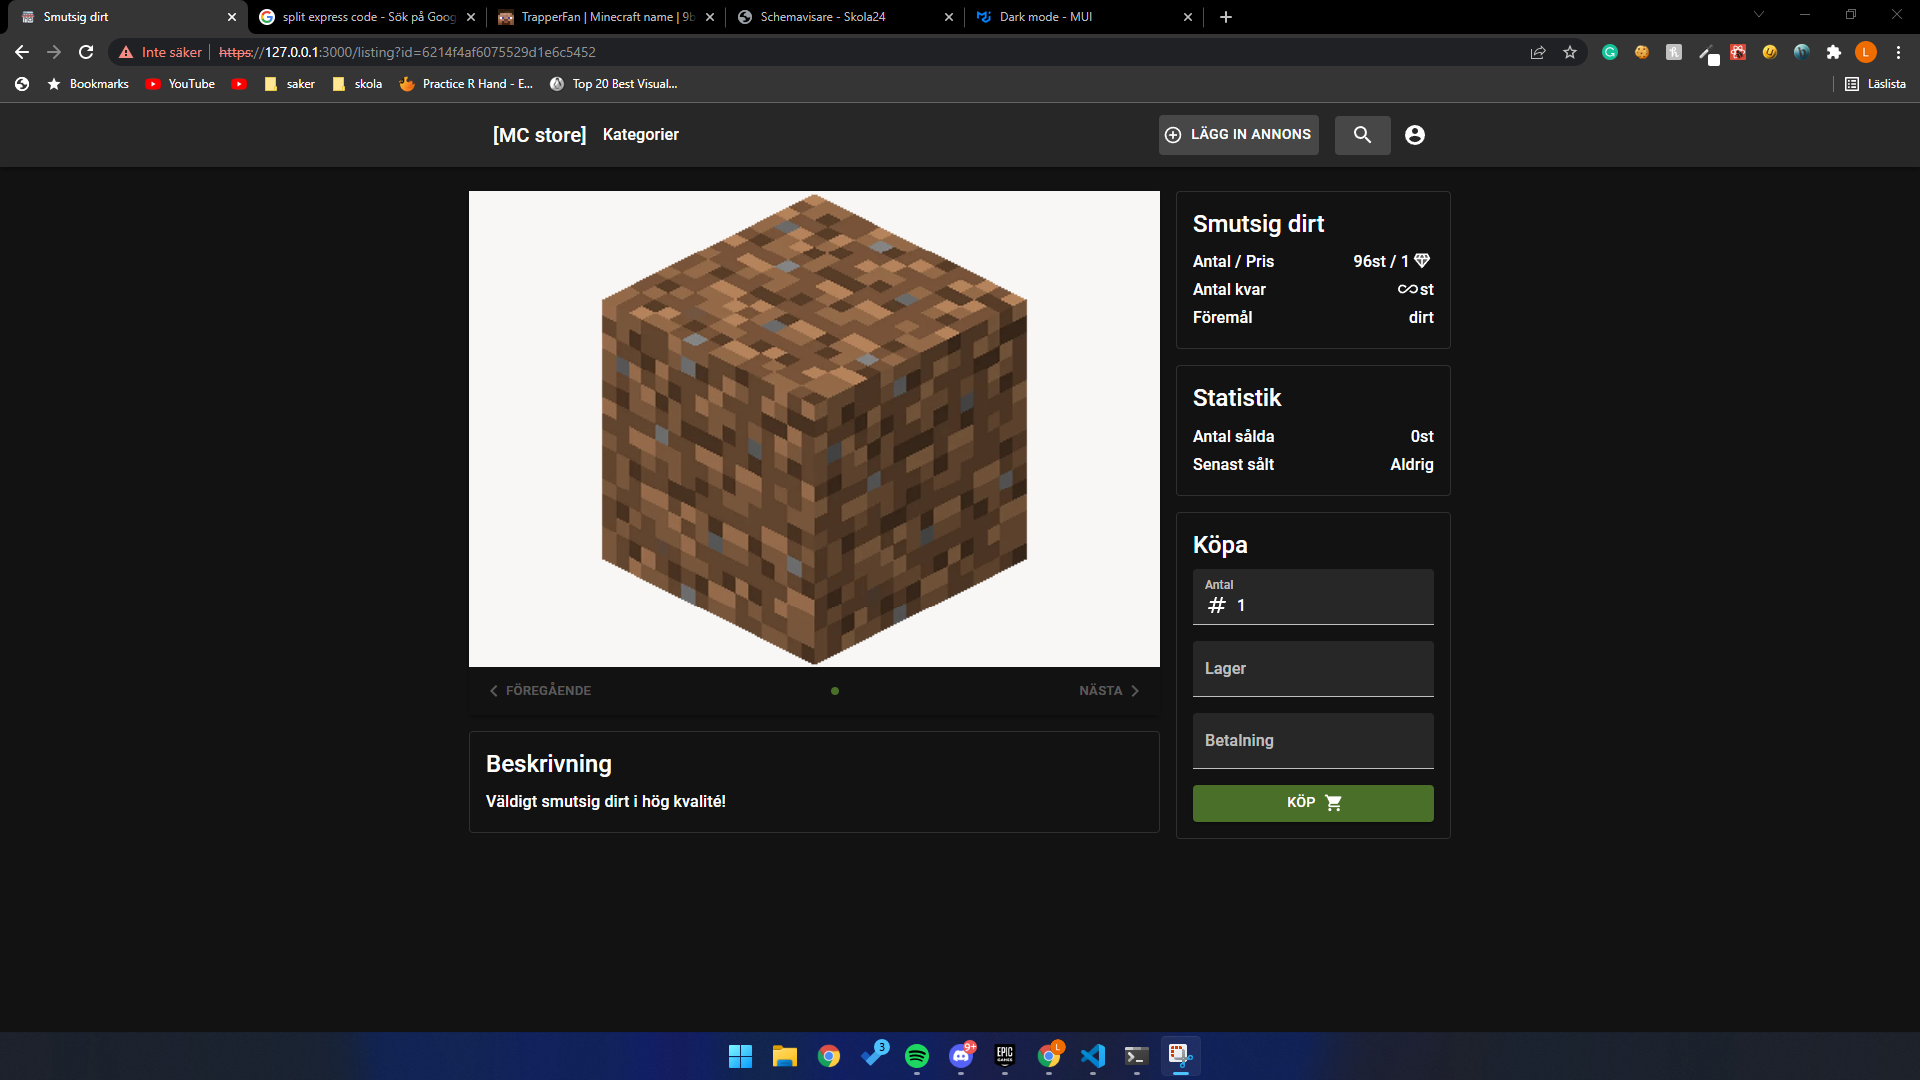 Smutsig dirt
split express code - Sök på Goog
TrapperFan | Minecraft name | 9b
Schemavisare - Skola24
Dark mode - MUI
Inte säker
https://127.0.0.1:3000/listing?id=6214f4af6075529d1e6c5452
L
Bookmarks
YouTube
saker
skola
Practice R Hand - E...
Top 20 Best Visual...
Läslista
[MC store]
Kategorier
LÄGG IN ANNONS
Smutsig dirt
Antal / Pris 96st / 1
Antal kvar st
Föremål dirt
Statistik
Antal sålda 0st
Senast sålt Aldrig
Köpa
Antal
# 1
Lager
Betalning
KÖP
FÖREGÅENDE
NÄSTA
Beskrivning
Väldigt smutsig dirt i hög kvalité!
3
9+
EPIC
GAMES
L